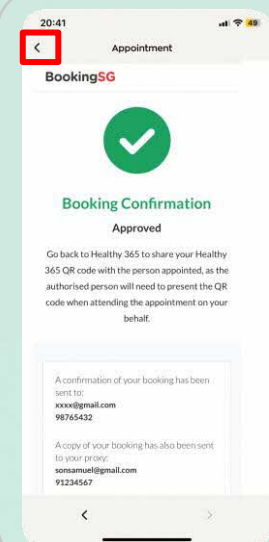 20:41
49
Appointment
BookingSG
Booking Confirmation
Approved
Go back to Healthy 365 to share your Healthy
365 QR code with the person appointed, as the
authorised person will need to present the QR
code when attending the appointment on your
behalf.
A confirmation of your booking has been
sent to:
xxxx@gmail.com
98765432
A copy of your booking has also been sent
to your proxy:
sonsamuel@gmail.com
91234567